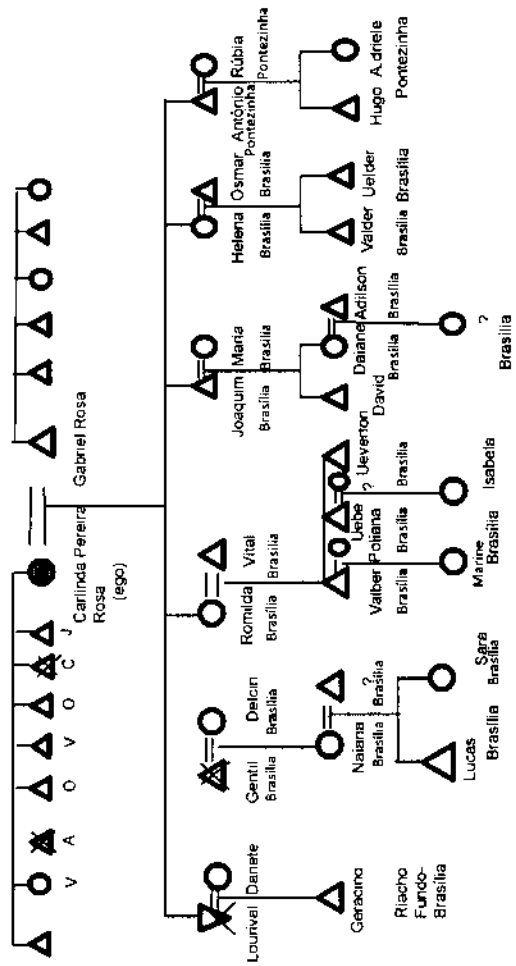 V A O V O C J
Carlinda Pereira
Rosa
(ego)
Gabriel Rosa
Lourival Danete
Gentil Delcin
Brasília Brasília
Romilda Vital
Brasília Brasília
Joaquim Maria
Brasília Brasília
Helena Osmar
Brasília Brasília
António Rúbia
Pontezinha Pontezinha
Geracino
Riacho
Fundo-
Brasília
Naiana ?
Brasília Brasília
Lucas Sara
Brasília Brasília
Valber Poliana
Brasília Brasília
Uebe ?
Ueverton
Brasília
Marine
Brasília
Isabela
David
Brasília
Daiane Adilson
Brasília Brasília
?
Brasília
Valder Uelder
Brasília Brasília
Hugo Adriele
Pontezinha